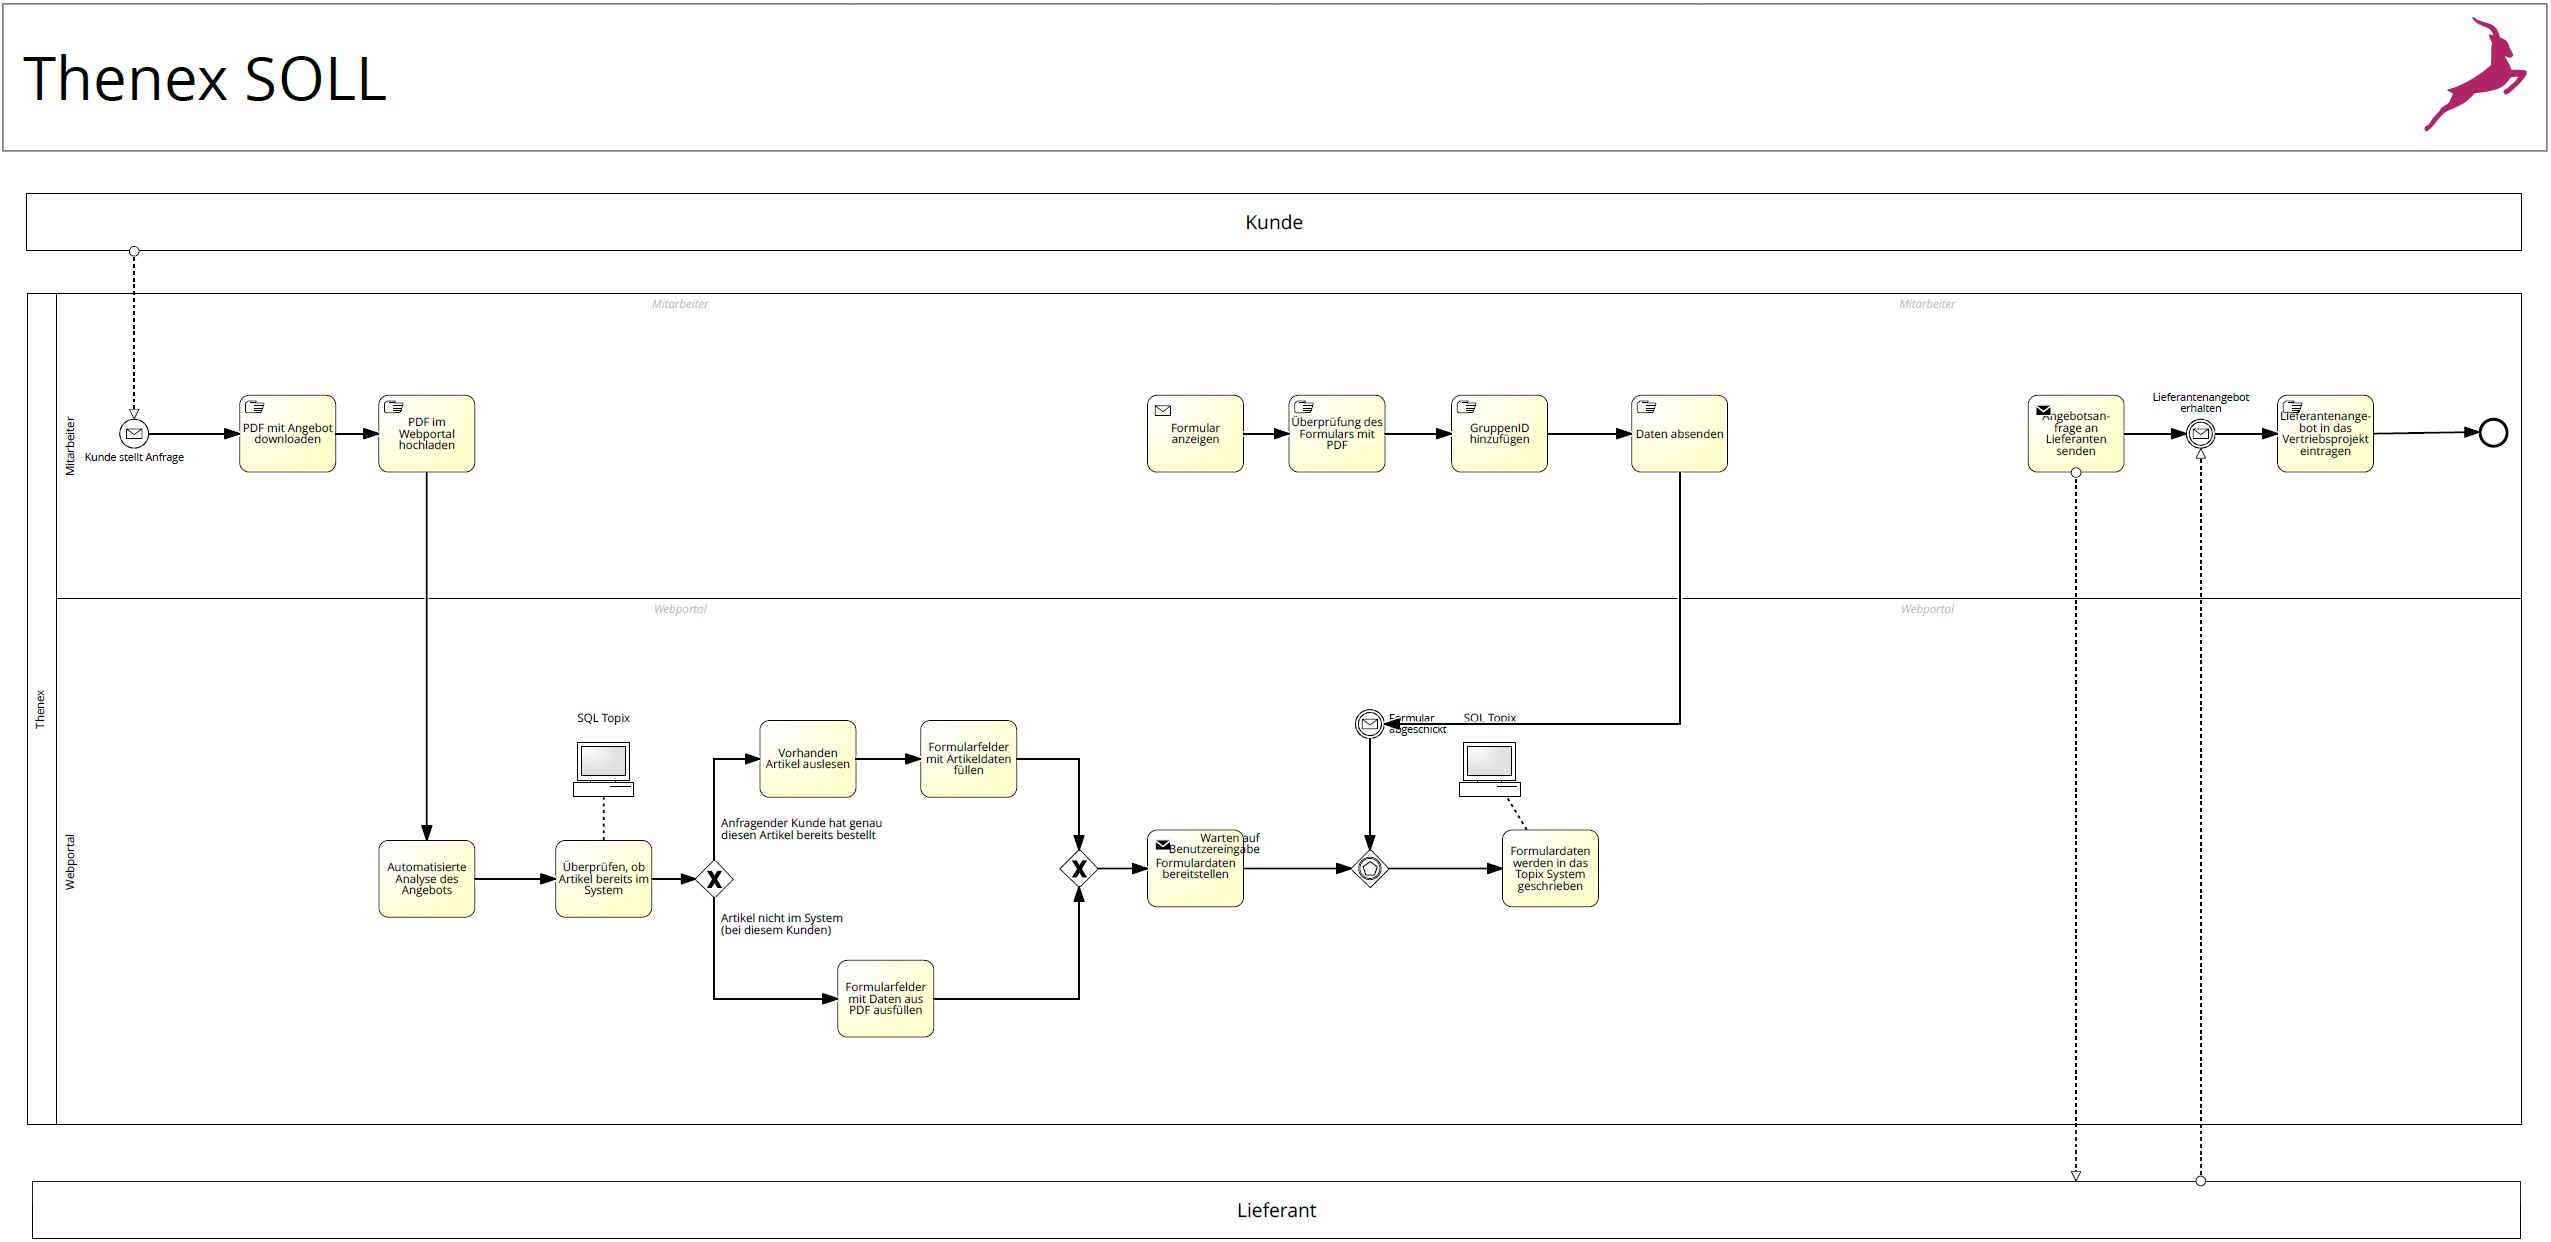 Thenex SOLL
Kunde
Mitarbeiter
Mitarbeiter
Thenex
Mitarbeiter
Kunde stellt Anfrage
PDF mit Angebot
downloaden
PDF im
Webportal
hochladen
Formular
anzeigen
Überprüfung des
Formulars mit
PDF
GruppenID
hinzufügen
Daten absenden
Angebotsan-
frage an
Lieferanten
senden
Lieferantenangebot
erhalten
Lieferantenange-
bot in das
Vertriebsprojekt
eintragen
Webportal
Webportal
Webportal
Automatisierte
Analyse des
Angebots
SQL Topix
Überprüfen, ob
Artikel bereits im
System
Anfragender Kunde hat genau
diesen Artikel bereits bestellt
Vorhanden
Artikel auslesen
Formularfelder
mit Artikeldaten
füllen
Artikel nicht im System
(bei diesem Kunden)
Formularfelder
mit Daten aus
PDF ausfüllen
Formulardaten
bereitstellen
Warten auf
Benutzereingabe
Formular
abgeschickt
SQL Topix
Formulardaten
werden in das
Topix System
geschrieben
Lieferant